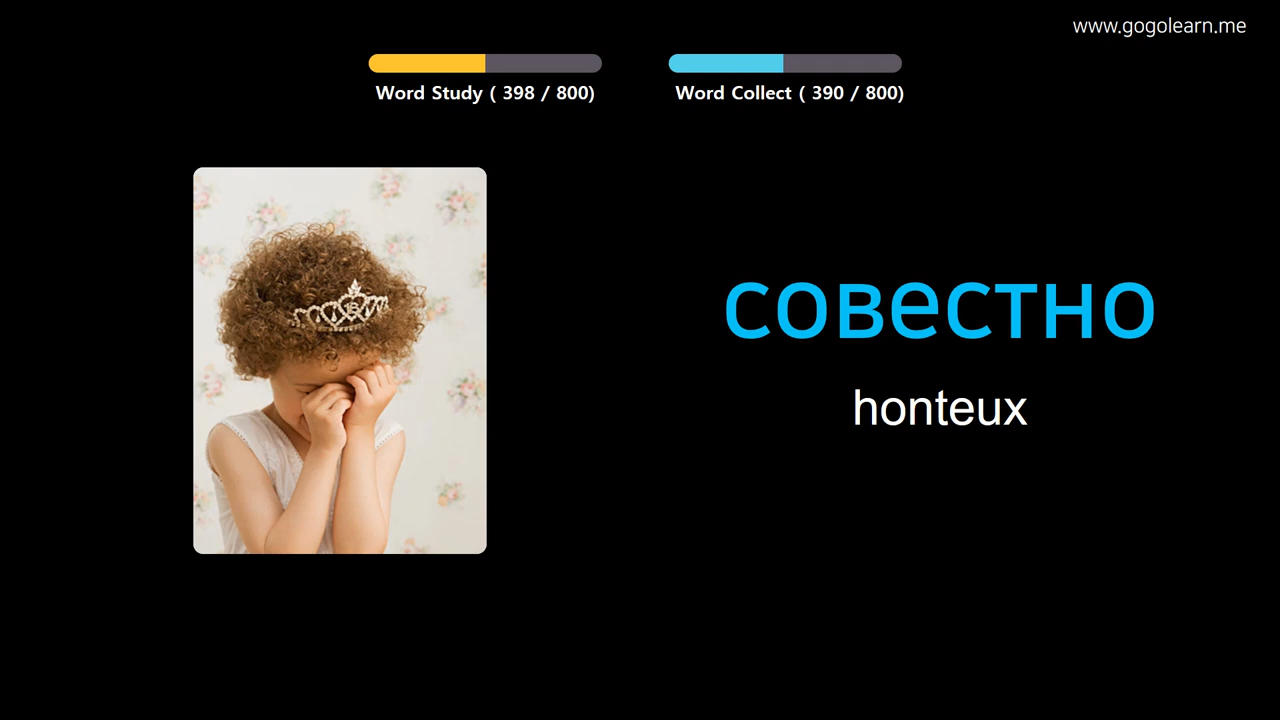 www.gogolearn.me
Word Study ( 398 / 800)
Word Collect ( 390 / 800)
совестно
honteux